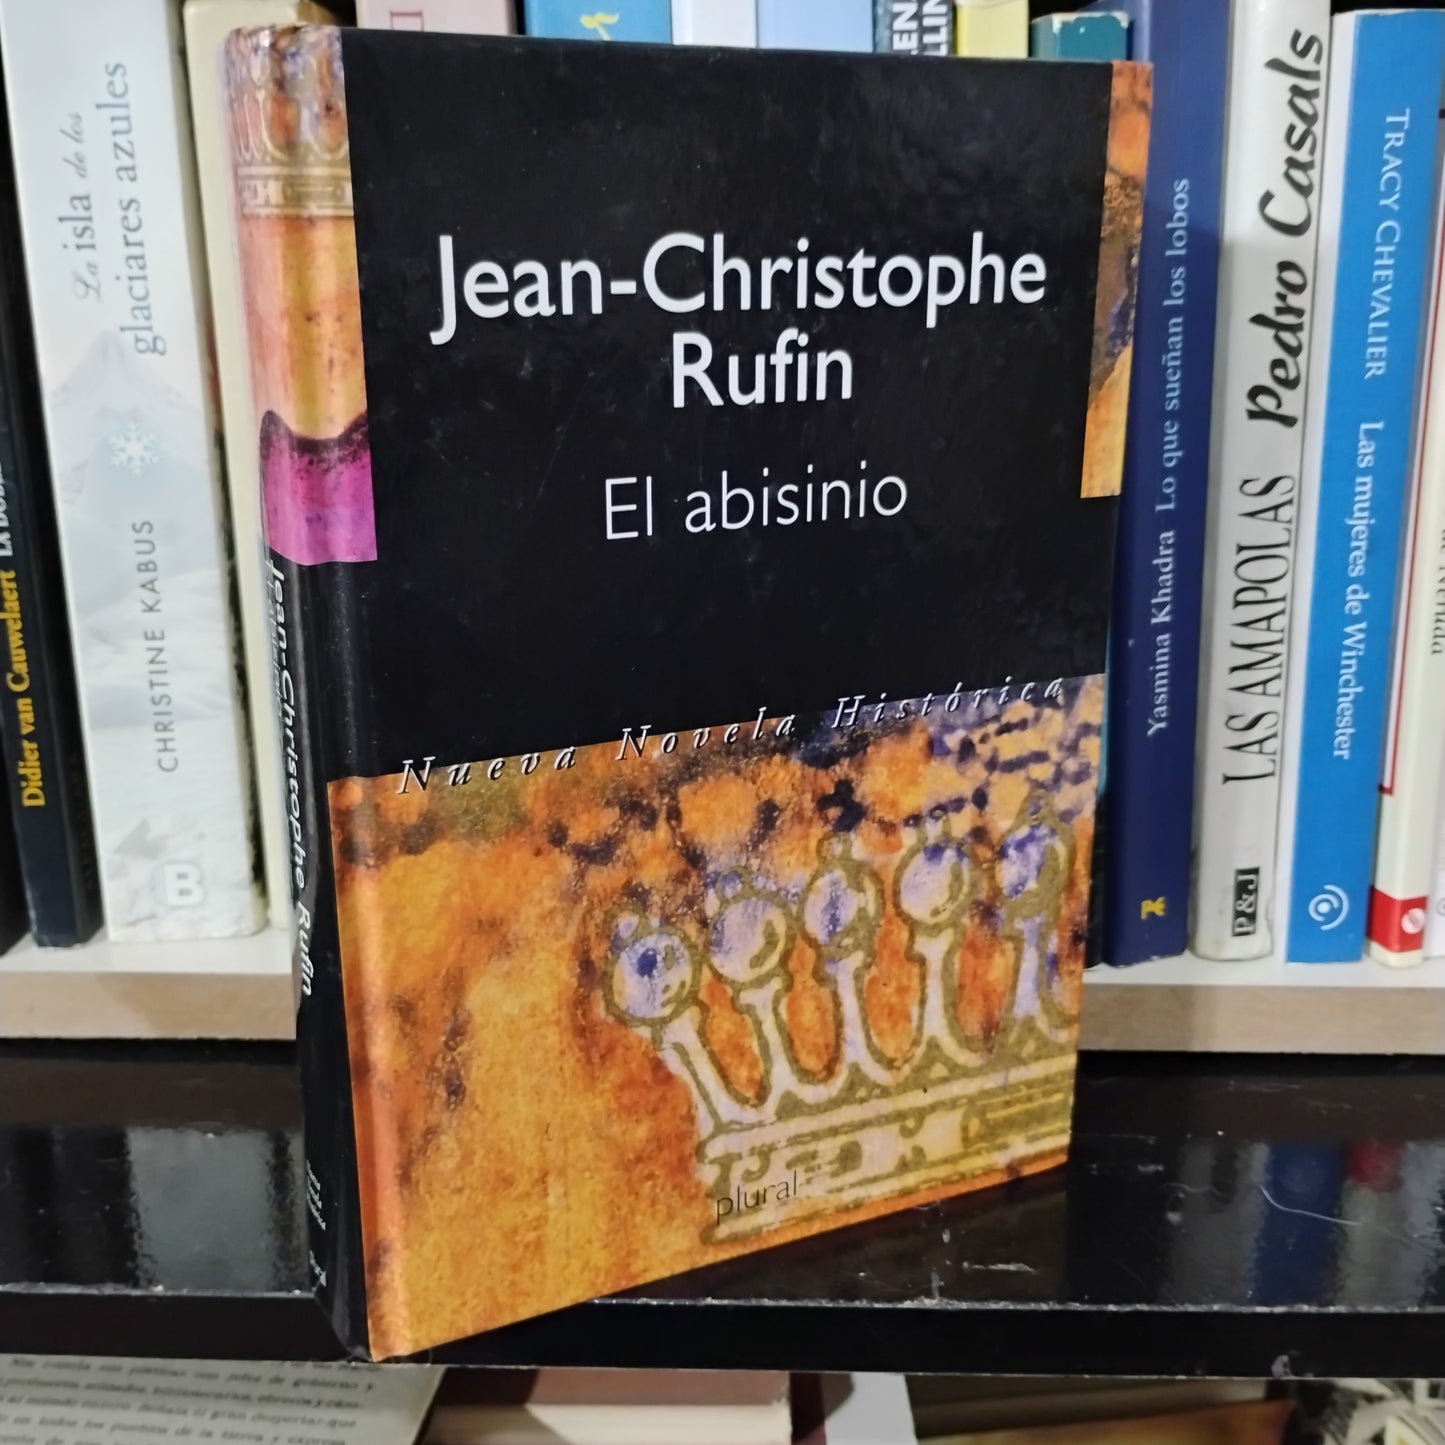 Jean-Christophe
Rufin
El abisinio
Nueva Novela Histórica
plural
Jean-Christophe Rufin
Didier van Cauwelaert
La isla de los
glaciares azules
CHRISTINE KABUS
B
Yasmina Khadra Lo que sueñan los lobos
LAS AMAPOLAS Pedro Casals
P&J
TRACY CHEVALIER Las mujeres de Winchester